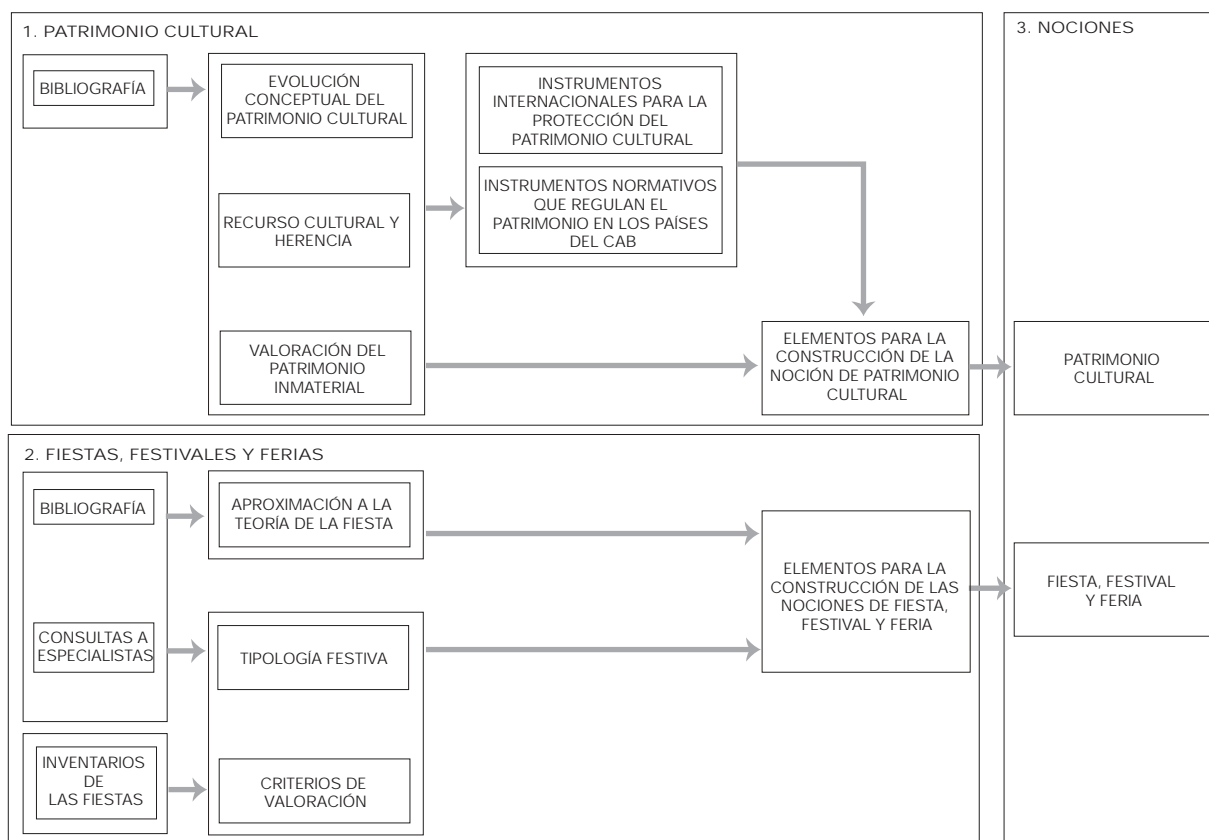 1. PATRIMONIO CULTURAL
BIBLIOGRAFÍA
EVOLUCIÓN
CONCEPTUAL DEL
PATRIMONIO CULTURAL
RECURSO CULTURAL Y
HERENCIA
VALORACIÓN DEL
PATRIMONIO
INMATERIAL
INSTRUMENTOS
INTERNACIONALES PARA LA
PROTECCIÓN DEL
PATRIMONIO CULTURAL
INSTRUMENTOS NORMATIVOS
QUE REGULAN EL
PATRIMONIO EN LOS PAÍSES
DEL CAB
ELEMENTOS PARA LA
CONSTRUCCIÓN DE LA
NOCIÓN DE PATRIMONIO
CULTURAL
2. FIESTAS, FESTIVALES Y FERIAS
BIBLIOGRAFÍA
CONSULTAS A
ESPECIALISTAS
INVENTARIOS
DE
LAS FIESTAS
APROXIMACIÓN A LA
TEORÍA DE LA FIESTA
TIPOLOGÍA FESTIVA
CRITERIOS DE
VALORACIÓN
ELEMENTOS PARA LA
CONSTRUCCIÓN DE LAS
NOCIONES DE FIESTA,
FESTIVAL Y FERIA
3. NOCIONES
PATRIMONIO
CULTURAL
FIESTA, FESTIVAL
Y FERIA